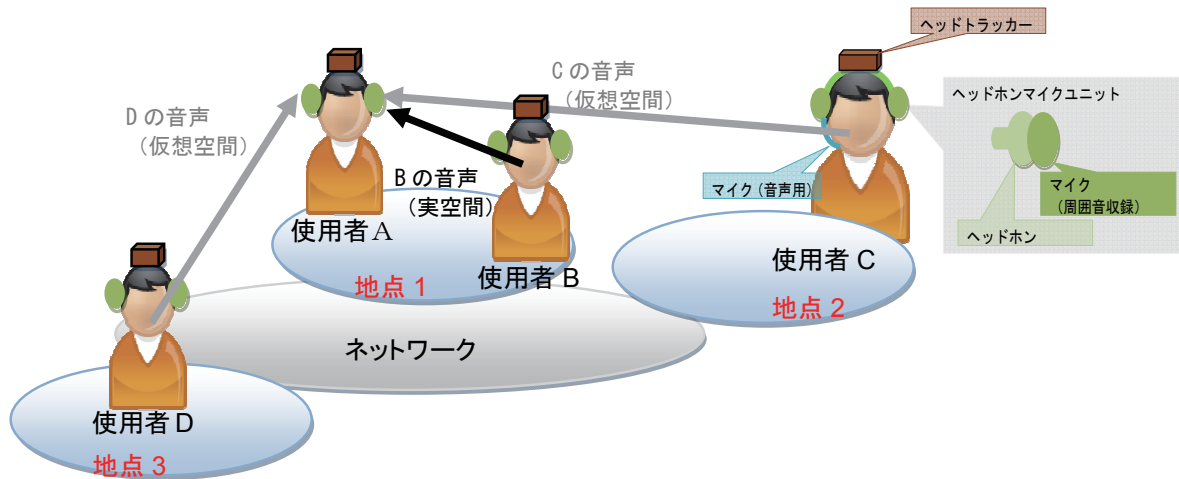 ヘッドトラッカー
Cの音声
(仮想空間)
Dの音声
(仮想空間)
ヘッドホンマイクユニット
Bの音声
(実空間)
マイク(音声用)
マイク
(周囲音収録)
ヘッドホン
使用者A
使用者B
使用者C
地点1
地点2
ネットワーク
使用者D
地点3